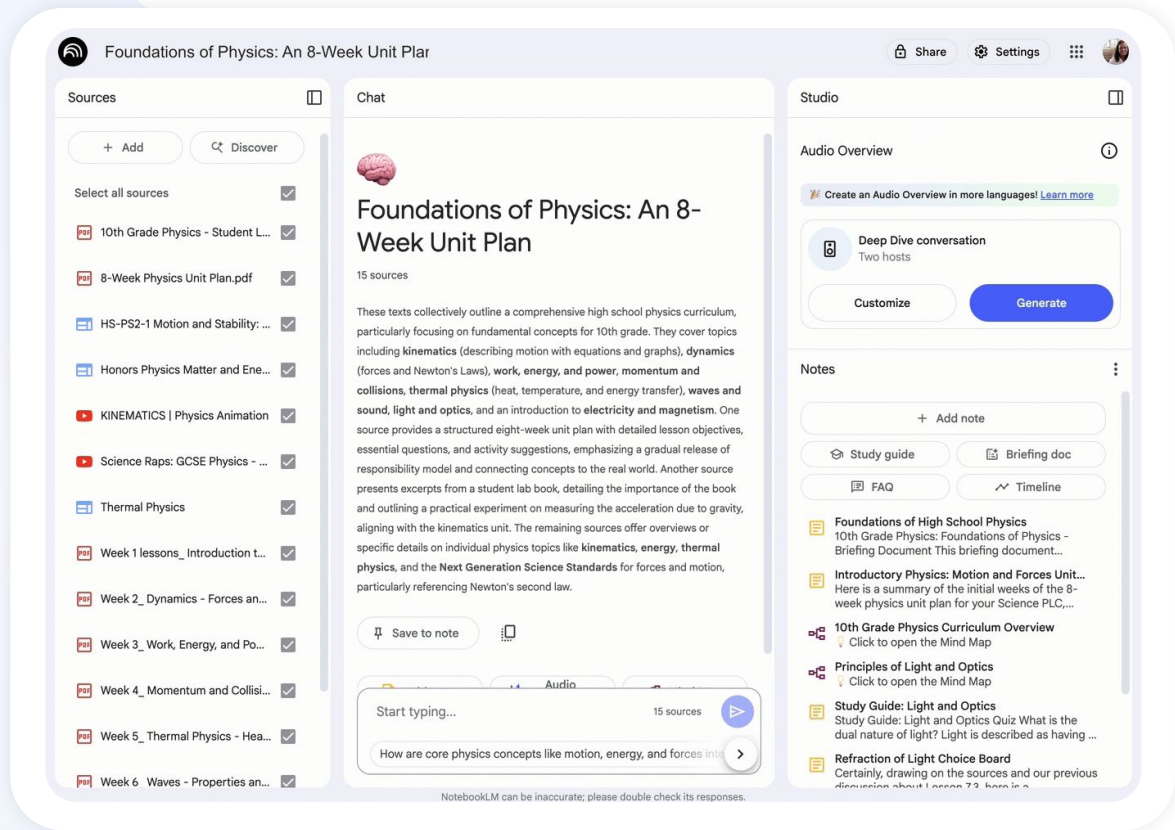 Foundations of Physics: An 8-Week Unit Plan
Share
Settings
Sources
Add
Discover
Select all sources
10th Grade Physics - Student L...
8-Week Physics Unit Plan.pdf
HS-PS2-1 Motion and Stability: ...
Honors Physics Matter and Ene...
KINEMATICS | Physics Animation
Science Raps: GCSE Physics - ...
Thermal Physics
Week 1 lessons_ Introduction t...
Week 2_ Dynamics - Forces an...
Week 3_ Work, Energy, and Po...
Week 4_ Momentum and Collisi...
Week 5_ Thermal Physics - Hea...
Week 6_ Waves - Properties an...
Chat
Foundations of Physics: An 8-
Week Unit Plan
15 sources
These texts collectively outline a comprehensive high school physics curriculum,
particularly focusing on fundamental concepts for 10th grade. They cover topics
including kinematics (describing motion with equations and graphs), dynamics
(forces and Newton's Laws), work, energy, and power, momentum and
collisions, thermal physics (heat, temperature, and energy transfer), waves and
sound, light and optics, and an introduction to electricity and magnetism. One
source provides a structured eight-week unit plan with detailed lesson objectives,
essential questions, and activity suggestions, emphasizing a gradual release of
responsibility model and connecting concepts to the real world. Another source
presents excerpts from a student lab book, detailing the importance of the book
and outlining a practical experiment on measuring the acceleration due to gravity,
aligning with the kinematics unit. The remaining sources offer overviews or
specific details on individual physics topics like kinematics, energy, thermal
physics, and the Next Generation Science Standards for forces and motion,
particularly referencing Newton's second law.
Save to note
Audio
Start typing...
15 sources
How are core physics concepts like motion, energy, and forces inte
NotebookLM can be inaccurate; please double check its responses.
Studio
Audio Overview
Create an Audio Overview in more languages! Learn more
Deep Dive conversation
Two hosts
Customize
Generate
Notes
Add note
Study guide
Briefing doc
FAQ
Timeline
Foundations of High School Physics
10th Grade Physics: Foundations of Physics -
Briefing Document This briefing document...
Introductory Physics: Motion and Forces Unit...
Here is a summary of the initial weeks of the 8-
week physics unit plan for your Science PLC,...
10th Grade Physics Curriculum Overview
Click to open the Mind Map
Principles of Light and Optics
Click to open the Mind Map
Study Guide: Light and Optics
Study Guide: Light and Optics Quiz What is the
dual nature of light? Light is described as having ...
Refraction of Light Choice Board
Certainly, drawing on the sources and our previous
discussion about Lesson 7.3, here is a